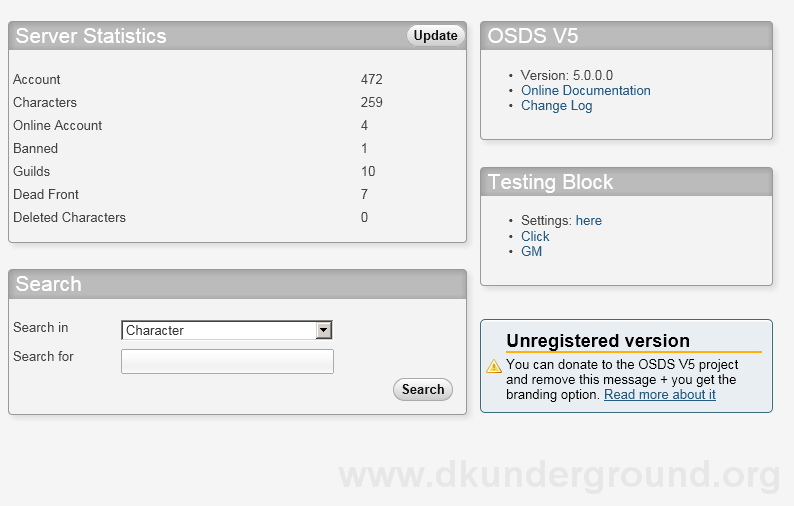 Server Statistics
Update
Account 472
Characters 259
Online Account 4
Banned 1
Guilds 10
Dead Front 7
Deleted Characters 0
Search
Search in Character
Search for
Search
OSDS V5
• Version: 5.0.0.0
• Online Documentation
• Change Log
Testing Block
• Settings: here
• Click
• GM
Unregistered version
You can donate to the OSDS V5 project
and remove this message + you get the
branding option. Read more about it
www.dkunderground.org